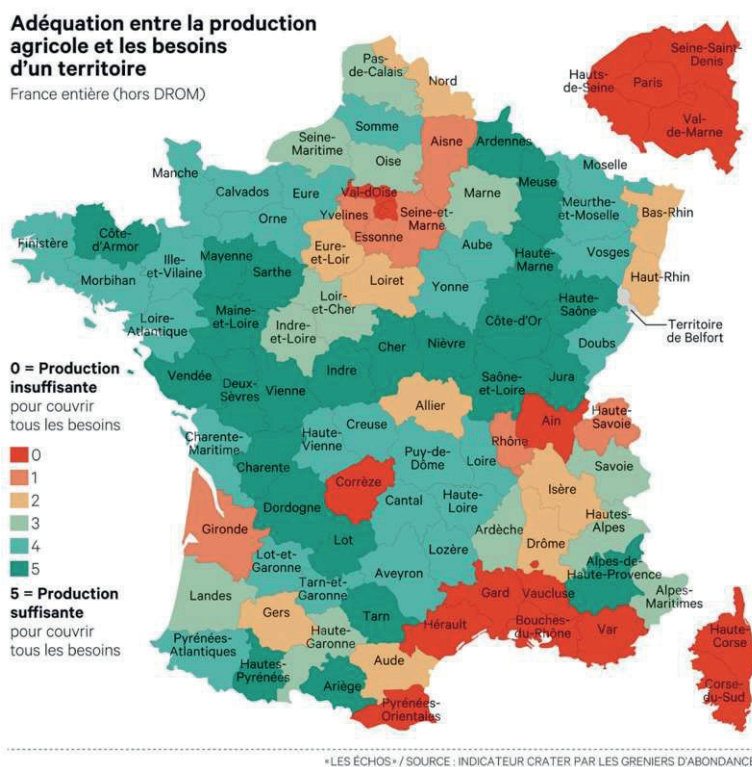 Adéquation entre la production
agricole et les besoins
d'un territoire
France entière (hors DROM)
Pas-
de-Calais
Nord
Seine-Saint-
Denis
Hauts-
de-Seine
Paris
Val-
de-Marne
Somme
Aisne
Ardennes
Seine-
Maritime
Oise
Manche
Calvados
Eure
Val-d'Oise
Marne
Meuse
Moselle
Meurthe-
et-Moselle
Bas-Rhin
Orne
Yvelines
Seine-et-
Marne
Essonne
Finistère
Côte-
d'Armor
Ille-
et-Vilaine
Mayenne
Eure-
et-Loir
Aube
Vosges
Morbihan
Sarthe
Loiret
Yonne
Haute-
Marne
Haut-Rhin
Loire-
Atlantique
Maine-
et-Loire
Loir-
et-Cher
Indre-
et-Loire
Côte-d'Or
Haute-
Saône
Territoire
de Belfort
Doubs
Cher
Nièvre
Vendée
Deux-
Sèvres
Vienne
Indre
Saône-
et-Loire
Jura
0 = Production
insuffisante
pour couvrir
tous les besoins
0
1
2
3
4
5
5 = Production
suffisante
pour couvrir
tous les besoins
Allier
Ain
Haute-
Savoie
Charente-
Maritime
Haute-
Vienne
Creuse
Puy-de-
Dôme
Rhône
Loire
Savoie
Charente
Corrèze
Cantal
Haute-
Loire
Isère
Dordogne
Gironde
Lot
Ardèche
Drôme
Hautes-
Alpes
Lot-et-
Garonne
Lozère
Aveyron
Alpes-de-
Haute-Provence
Landes
Tarn-et-
Garonne
Gard
Vaucluse
Alpes-
Maritimes
Gers
Tarn
Hérault
Bouches-
du-Rhône
Var
Haute-
Corse
Pyrénées-
Atlantiques
Haute-
Garonne
Hautes-
Pyrénées
Aude
Ariège
Corse-
du-Sud
Pyrénées-
Orientales
«LES ÉCHOS» / SOURCE : INDICATEUR CRATER PAR LES GRENIERS D'ABONDANC